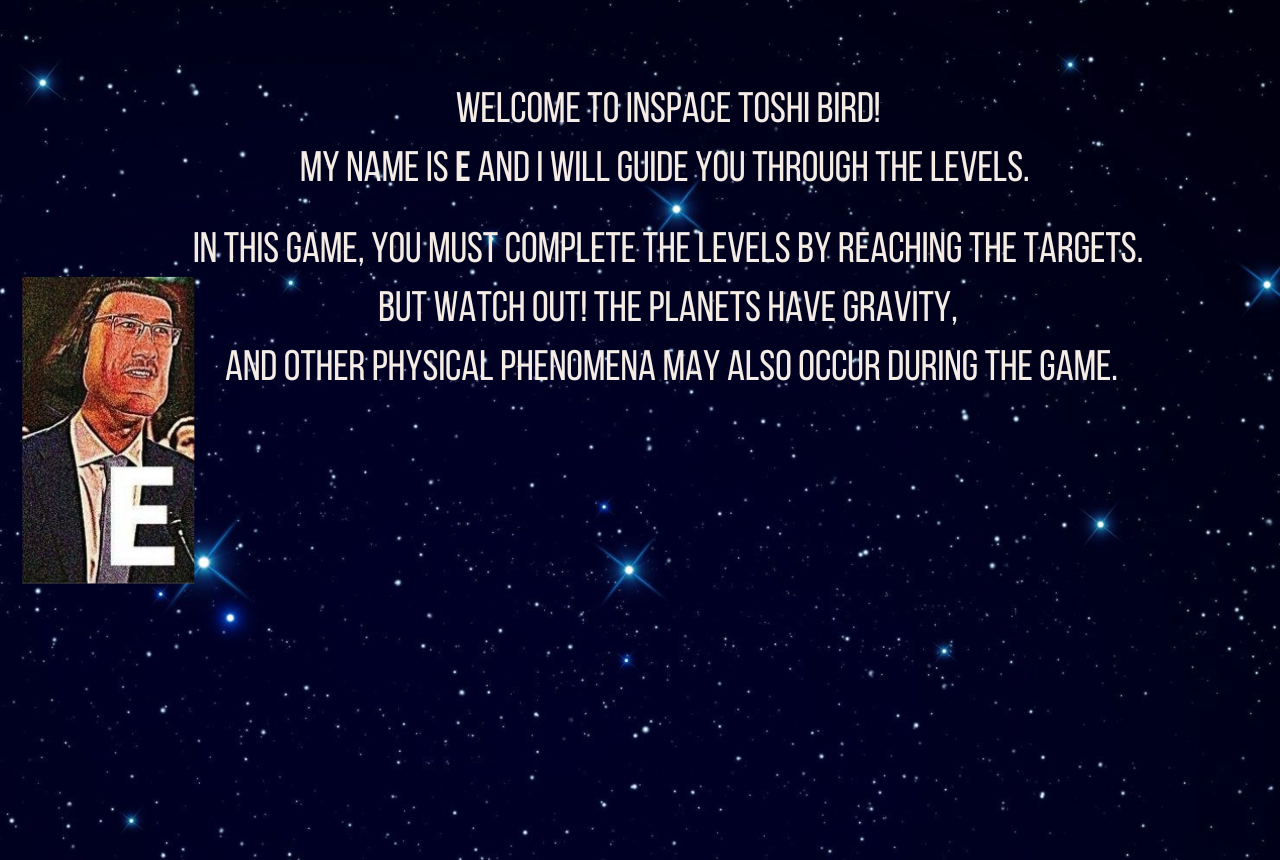 WELCOME TO INSPACE TOSHI BIRD!
MY NAME IS E AND I WILL GUIDE YOU THROUGH THE LEVELS.
IN THIS GAME, YOU MUST COMPLETE THE LEVELS BY REACHING THE TARGETS.
BUT WATCH OUT! THE PLANETS HAVE GRAVITY,
AND OTHER PHYSICAL PHENOMENA MAY ALSO OCCUR DURING THE GAME.
E